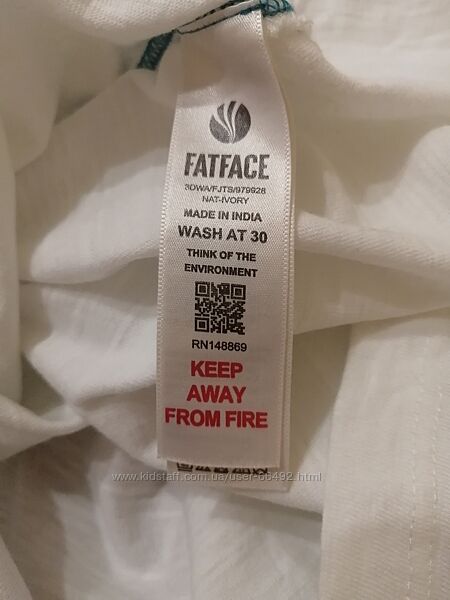 FATFACE
3DWA/FJTS/979928
NAT-IVORY
MADE IN INDIA
WASH AT 30
THINK OF THE
ENVIRONMENT
RN148869
KEEP
AWAY
FROM FIRE
www.kidstaff.com.ua/user-66492.html